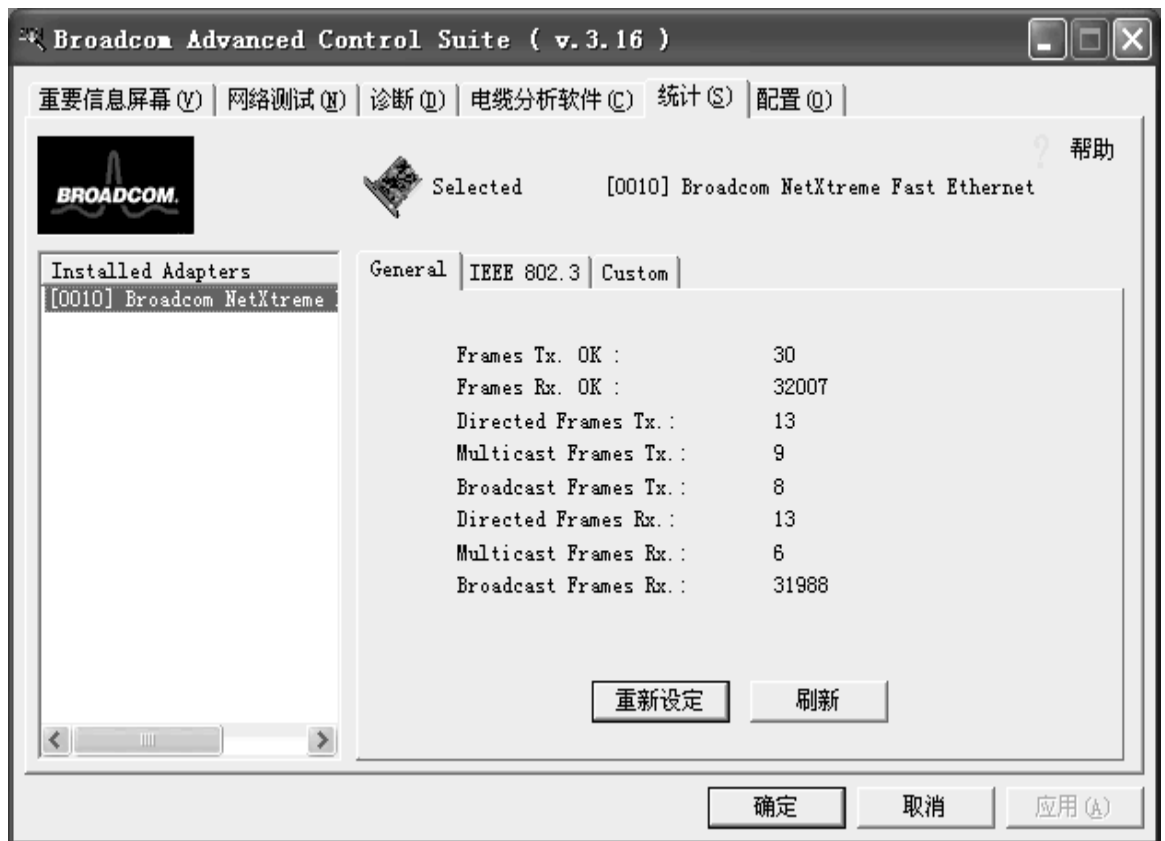 Broadcom Advanced Control Suite ( v.3.16 )
重要信息屏幕(V) 网络测试(N) 诊断(D) 电缆分析软件(C) 统计(S) 配置(O)
? 帮助
BROADCOM.
Selected [0010] Broadcom NetXtreme Fast Ethernet
Installed Adapters
[0010] Broadcom NetXtreme
General IEEE 802.3 Custom
Frames Tx. OK : 30
Frames Rx. OK : 32007
Directed Frames Tx.: 13
Multicast Frames Tx.: 9
Broadcast Frames Tx.: 8
Directed Frames Rx.: 13
Multicast Frames Rx.: 6
Broadcast Frames Rx.: 31988
重新设定 刷新
确定 取消 应用(A)